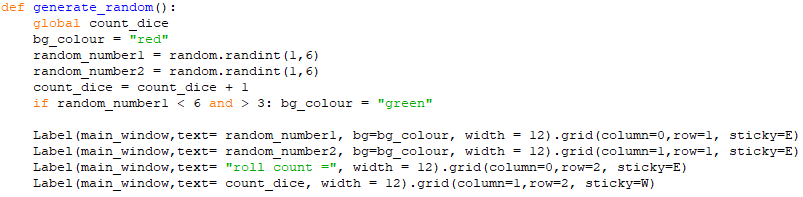 def generate_random():
    global count_dice
    bg_colour = "red"
    random_number1 = random.randint(1,6)
    random_number2 = random.randint(1,6)
    count_dice = count_dice + 1
    if random_number1 < 6 and > 3: bg_colour = "green"

    Label(main_window,text= random_number1, bg=bg_colour, width = 12).grid(column=0,row=1, sticky=E)
    Label(main_window,text= random_number2, bg=bg_colour, width = 12).grid(column=1,row=1, sticky=E)
    Label(main_window,text= "roll count =", width = 12).grid(column=0,row=2, sticky=E)
    Label(main_window,text= count_dice, width = 12).grid(column=1,row=2, sticky=W)